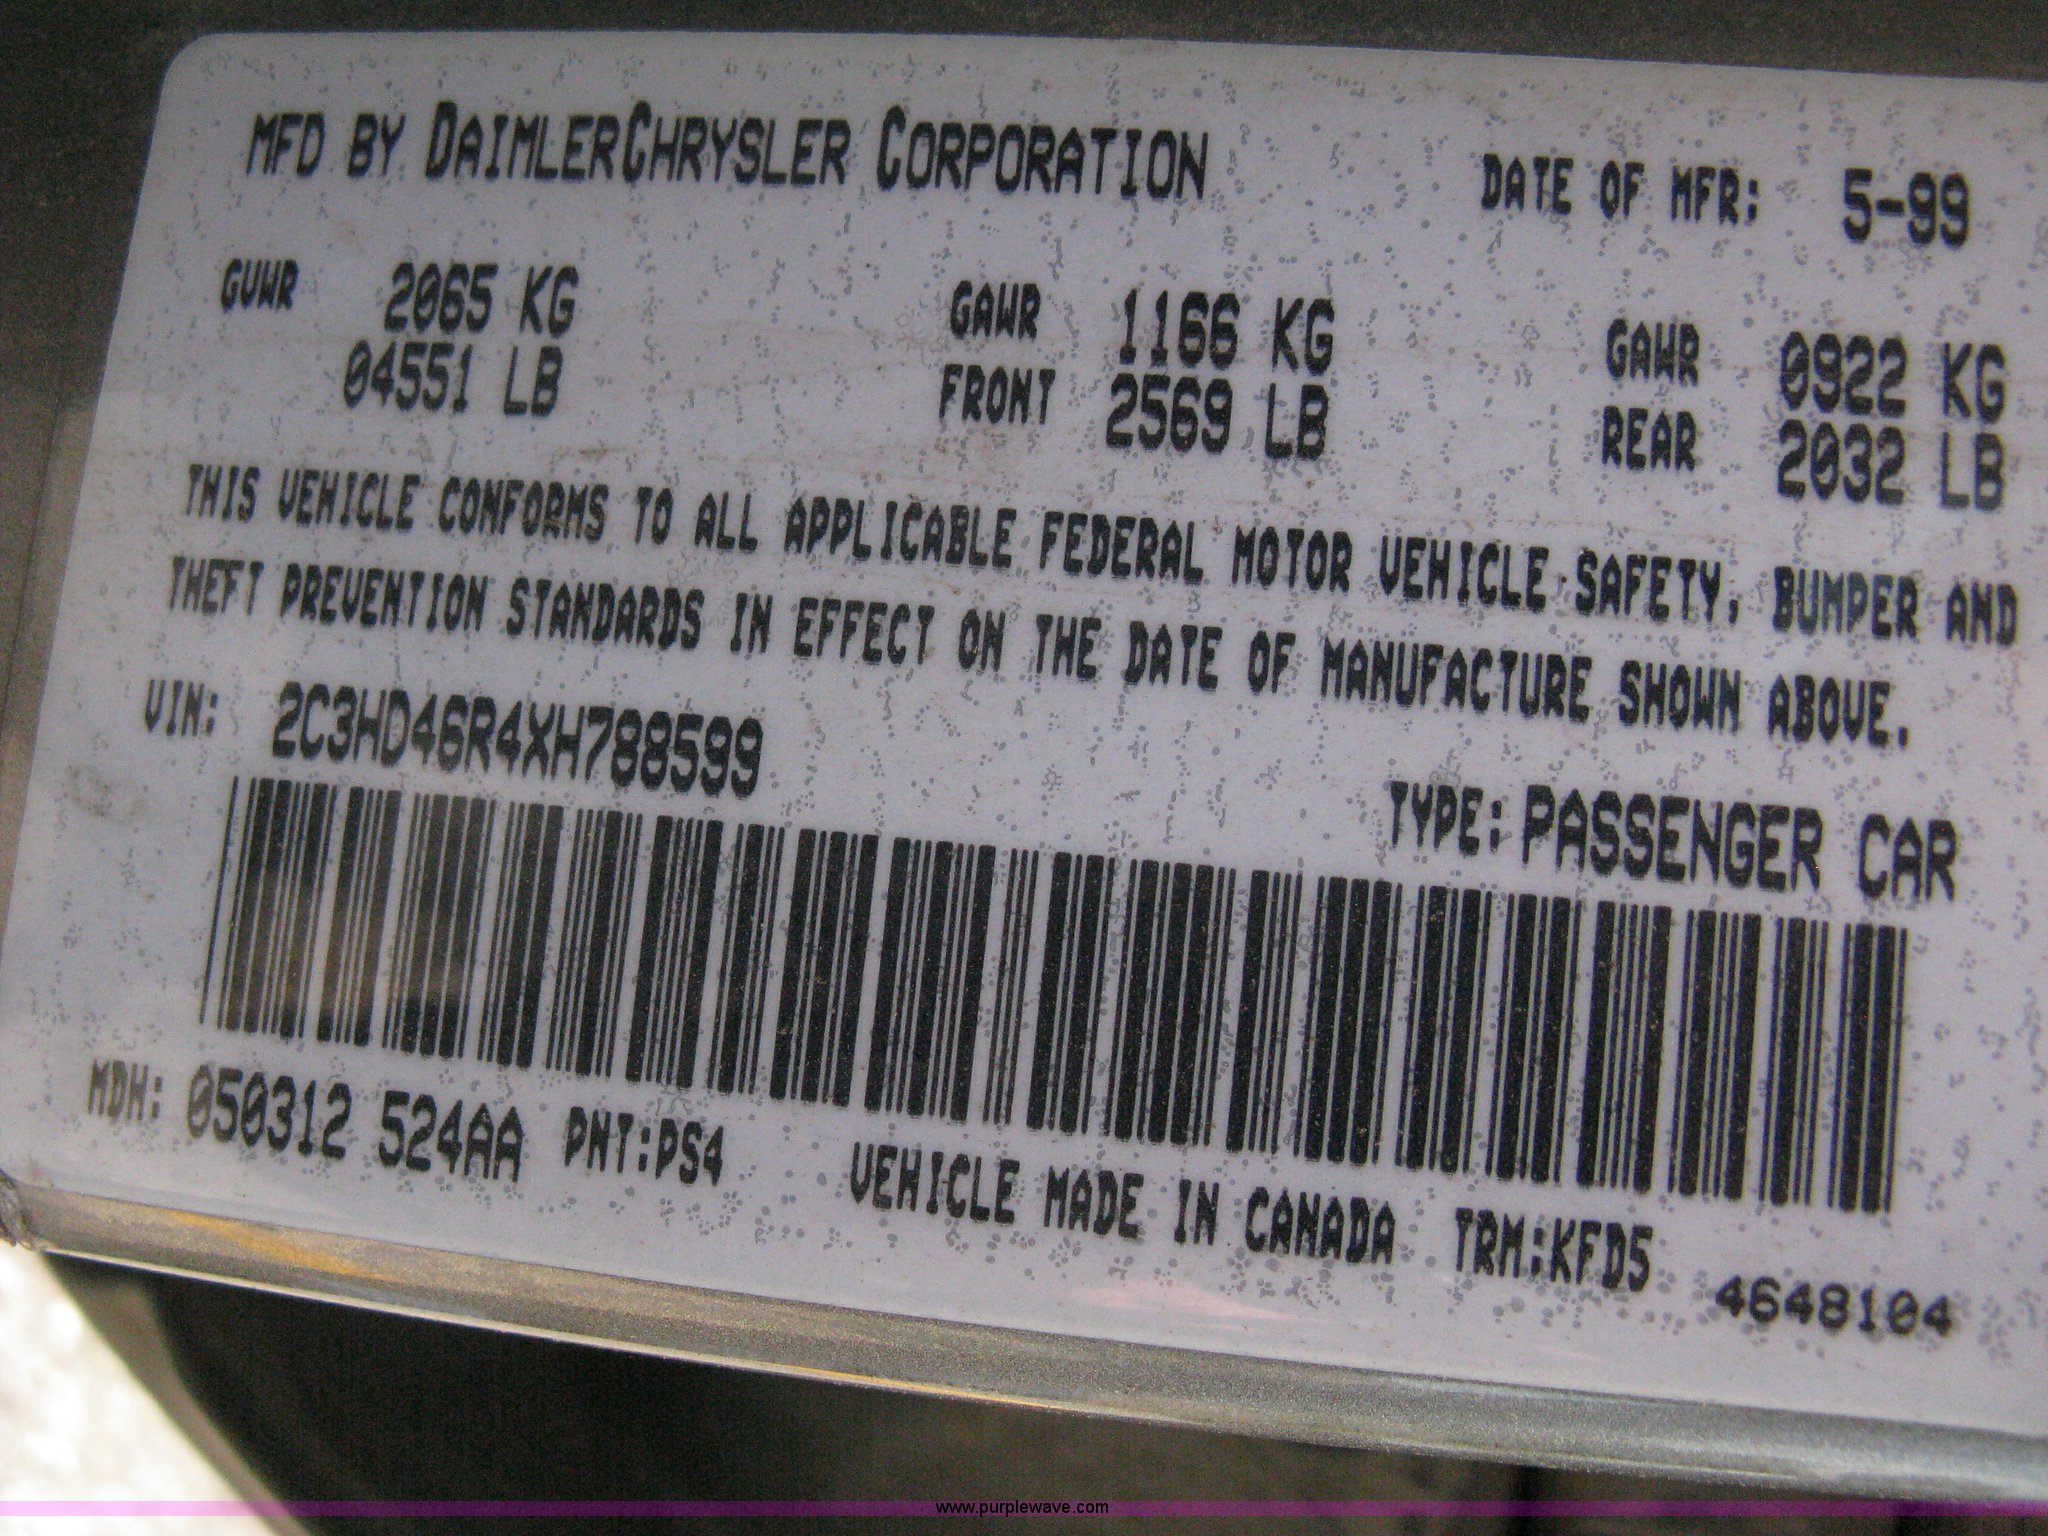 MFD BY DAIMLERCHRYSLER CORPORATION DATE OF MFR: 5-99
GVWR 2065 KG GAWR 1166 KG GAWR 0922 KG
04551 LB FRONT 2569 LB REAR 2032 LB
THIS VEHICLE CONFORMS TO ALL APPLICABLE FEDERAL MOTOR VEHICLE SAFETY, BUMPER AND
THEFT PREVENTION STANDARDS IN EFFECT ON THE DATE OF MANUFACTURE SHOWN ABOVE.
VIN: 2C3HD46R4XH788599
TYPE: PASSENGER CAR
MDH: 050312 524AA PNT:PS4 VEHICLE MADE IN CANADA TRM:KFD5
4648104
www.purplewave.com